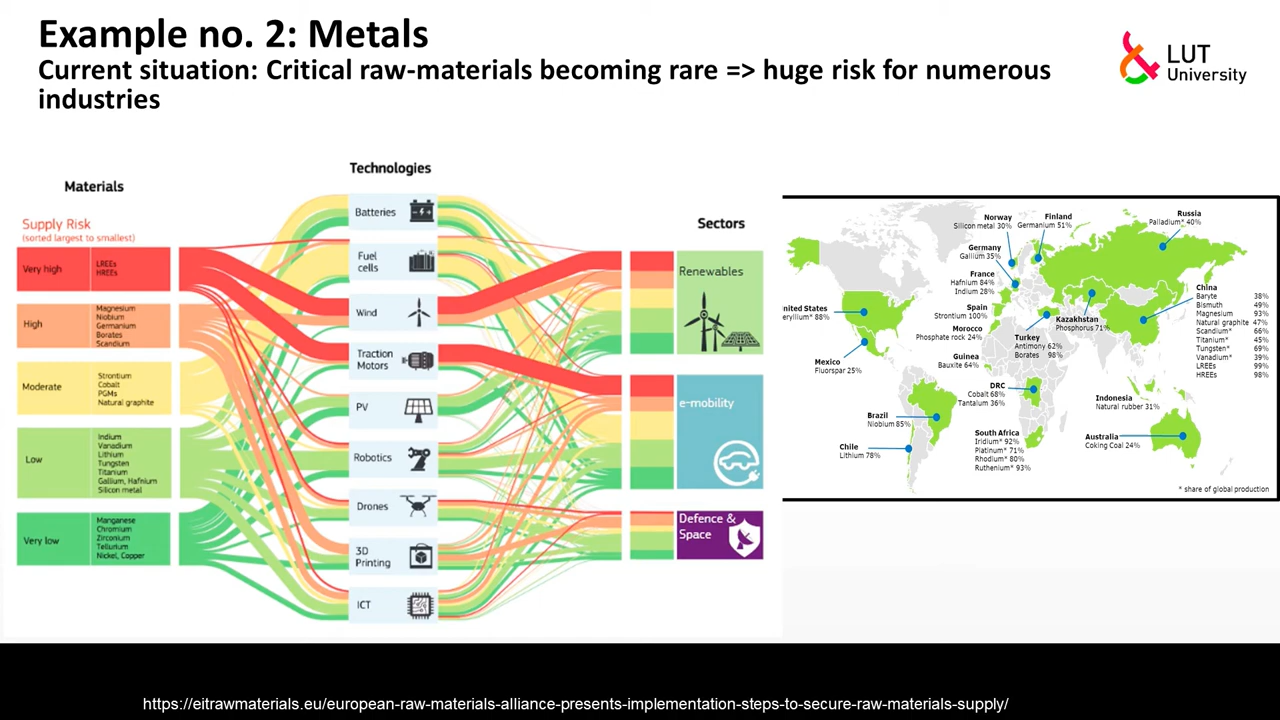 Example no. 2: Metals
Current situation: Critical raw-materials becoming rare => huge risk for numerous
industries
LUT
University
Materials
Supply Risk
(sorted largest to smallest)
Very high
LREEs
HREEs
High
Magnesium
Niobium
Germanium
Borates
Scandium
Moderate
Strontium
Cobalt
PGMs
Natural graphite
Low
Indium
Vanadium
Lithium
Tungsten
Titanium
Gallium, Hafnium
Silicon metal
Very low
Manganese
Chromium
Zirconium
Tellurium
Nickel, Copper
Technologies
Batteries
Fuel
cells
Wind
Traction
Motors
PV
Robotics
Drones
3D
Printing
ICT
Sectors
Renewables
e-mobility
Defence &
Space
nited States
eryllium* 88%
Mexico
Fluorspar 25%
Brazil
Niobium 85%
Chile
Lithium 78%
Norway
Silicon metal 30%
Finland
Germanium 51%
Germany
Gallium 35%
France
Hafnium 84%
Indium 28%
Spain
Strontium 100%
Morocco
Phosphate rock 24%
Guinea
Bauxite 64%
DRC
Cobalt 68%
Tantalum 36%
South Africa
Iridium* 92%
Platinum* 71%
Rhodium* 80%
Ruthenium* 93%
Turkey
Antimony 62%
Borates 98%
Kazakhstan
Phosphorus 71%
Russia
Palladium* 40%
China
Baryte 38%
Bismuth 49%
Magnesium 93%
Natural graphite 47%
Scandium* 66%
Titanium* 45%
Tungsten* 69%
Vanadium* 39%
LREEs 99%
HREEs 98%
Indonesia
Natural rubber 31%
Australia
Coking Coal 24%
* share of global production
https://eitrawmaterials.eu/european-raw-materials-alliance-presents-implementation-steps-to-secure-raw-materials-supply/